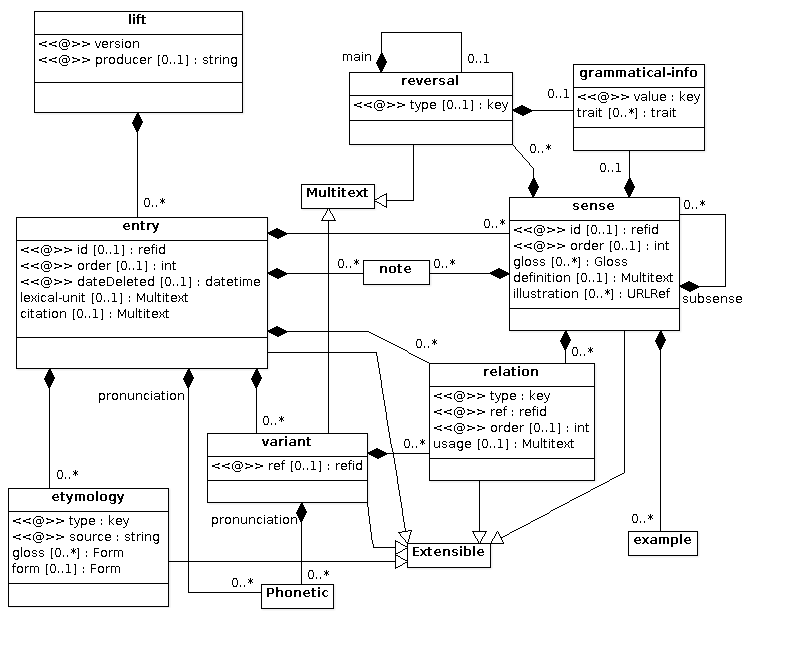 lift
<<@>> version
<<@>> producer [0..1] : string
main
0..1
reversal
<<@>> type [0..1] : key
0..1
grammatical-info
<<@>> value : key
trait [0..*] : trait
0..*
0..1
Multitext
0..*
entry
<<@>> id [0..1] : refid
<<@>> order [0..1] : int
<<@>> dateDeleted [0..1] : datetime
lexical-unit [0..1] : Multitext
citation [0..1] : Multitext
0..*
0..*
note
0..*
sense
<<@>> id [0..1] : refid
<<@>> order [0..1] : int
gloss [0..*] : Gloss
definition [0..1] : Multitext
illustration [0..*] : URLRef
0..*
subsense
0..*
0..*
relation
<<@>> type : key
<<@>> ref : refid
<<@>> order [0..1] : int
usage [0..1] : Multitext
pronunciation
0..*
variant
<<@>> ref [0..1] : refid
0..*
0..*
etymology
<<@>> type : key
<<@>> source : string
gloss [0..*] : Form
form [0..1] : Form
pronunciation
0..*
0..*
Phonetic
Extensible
0..*
example